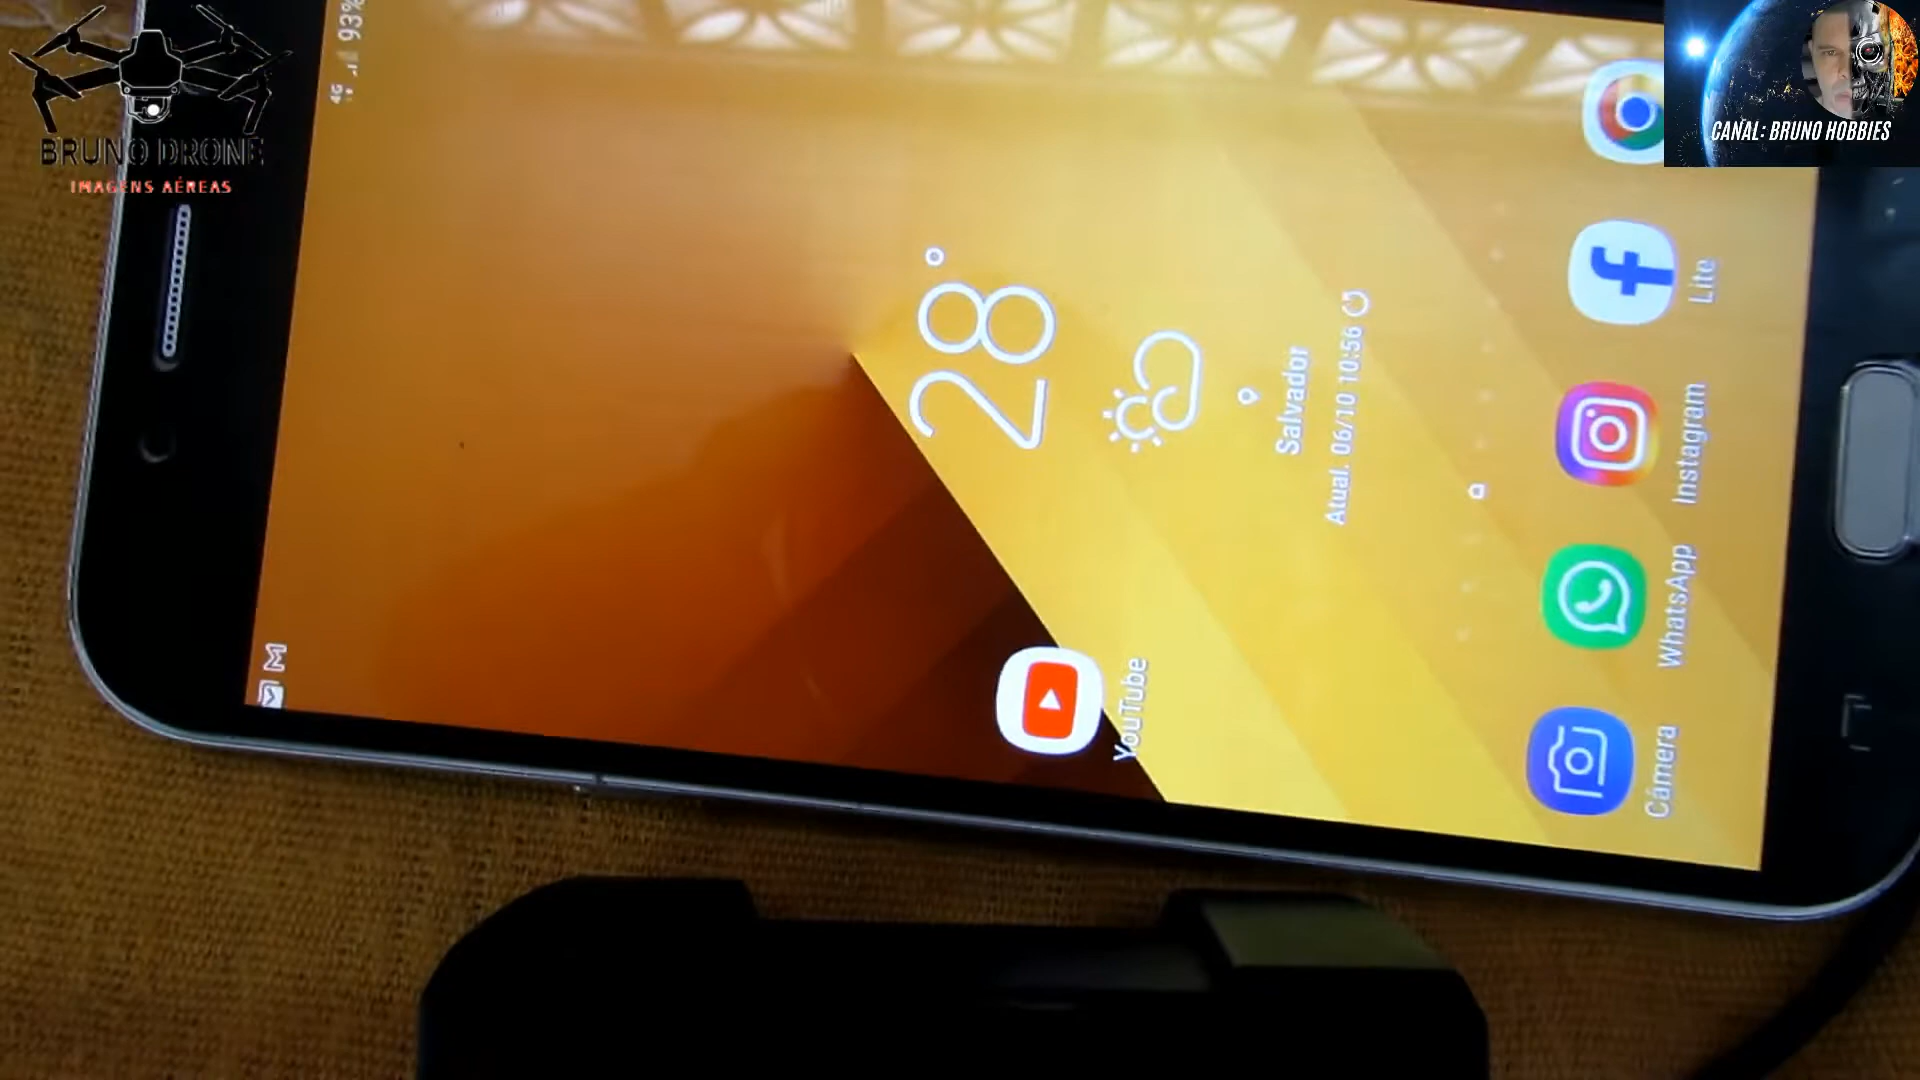 BRUNO DRONE
IMAGENS AÉREAS
CANAL: BRUNO HOBBIES
4G 93%
28°
Salvador
Atual. 06/10 10:56
YouTube
Câmera
WhatsApp
Instagram
Lite